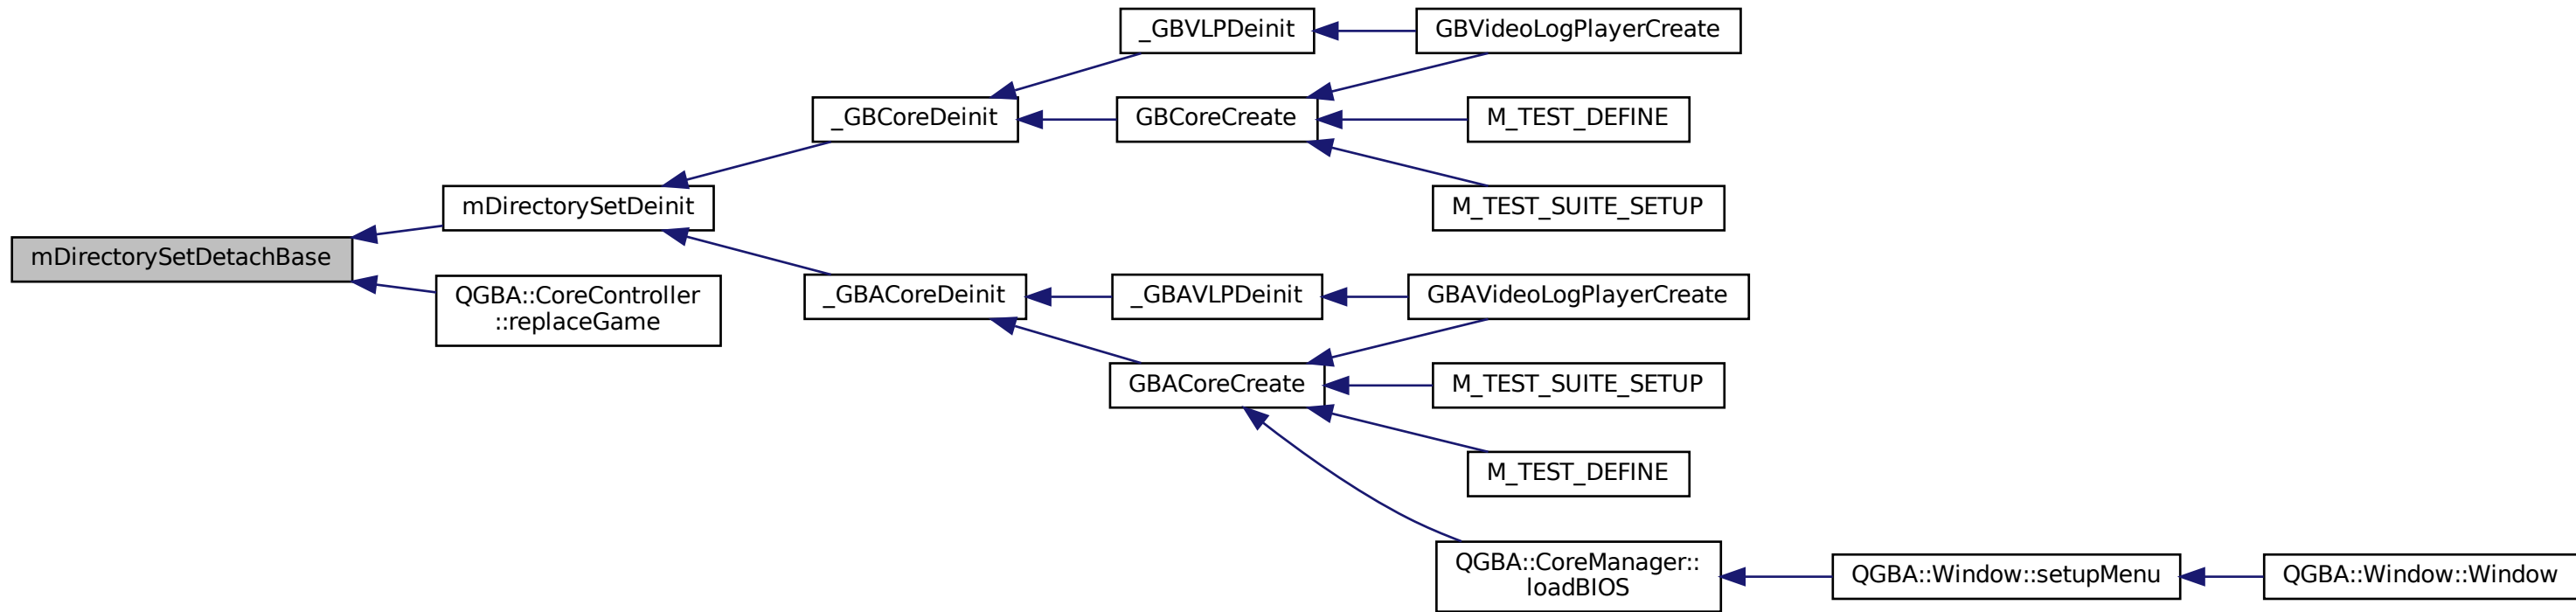 _GBVLPDeinit
GBVideoLogPlayerCreate
_GBCoreDeinit
GBCoreCreate
M_TEST_DEFINE
mDirectorySetDeinit
M_TEST_SUITE_SETUP
mDirectorySetDetachBase
QGBA::CoreController
::replaceGame
_GBACoreDeinit
_GBAVLPDeinit
GBAVideoLogPlayerCreate
GBACoreCreate
M_TEST_SUITE_SETUP
M_TEST_DEFINE
QGBA::CoreManager::
loadBIOS
QGBA::Window::setupMenu
QGBA::Window::Window